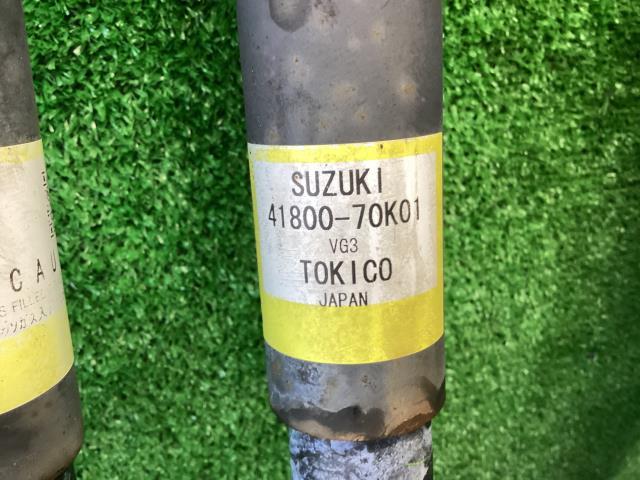 SUZUKI
41800-70K01
VG3
TOKICO
JAPAN
CAU
S FILLED